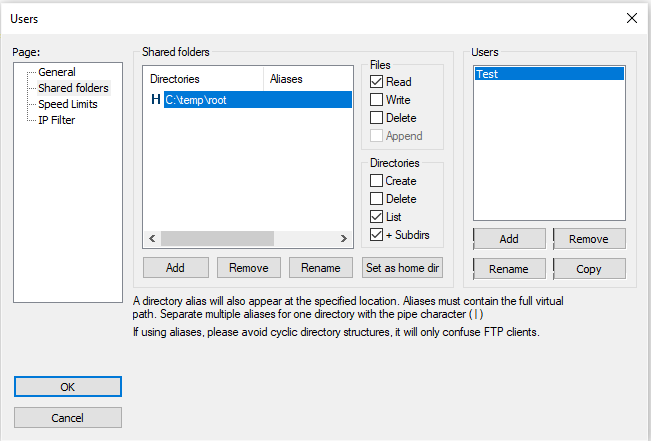 Users
Page:
General
Shared folders
Speed Limits
IP Filter
OK
Cancel
Shared folders
Directories Aliases
H C:\temp\root
Add Remove Rename Set as home dir
Files
Read
Write
Delete
Append
Directories
Create
Delete
List
+ Subdirs
Users
Test
Add Remove
Rename Copy
A directory alias will also appear at the specified location. Aliases must contain the full virtual
path. Separate multiple aliases for one directory with the pipe character ( | )
If using aliases, please avoid cyclic directory structures, it will only confuse FTP clients.